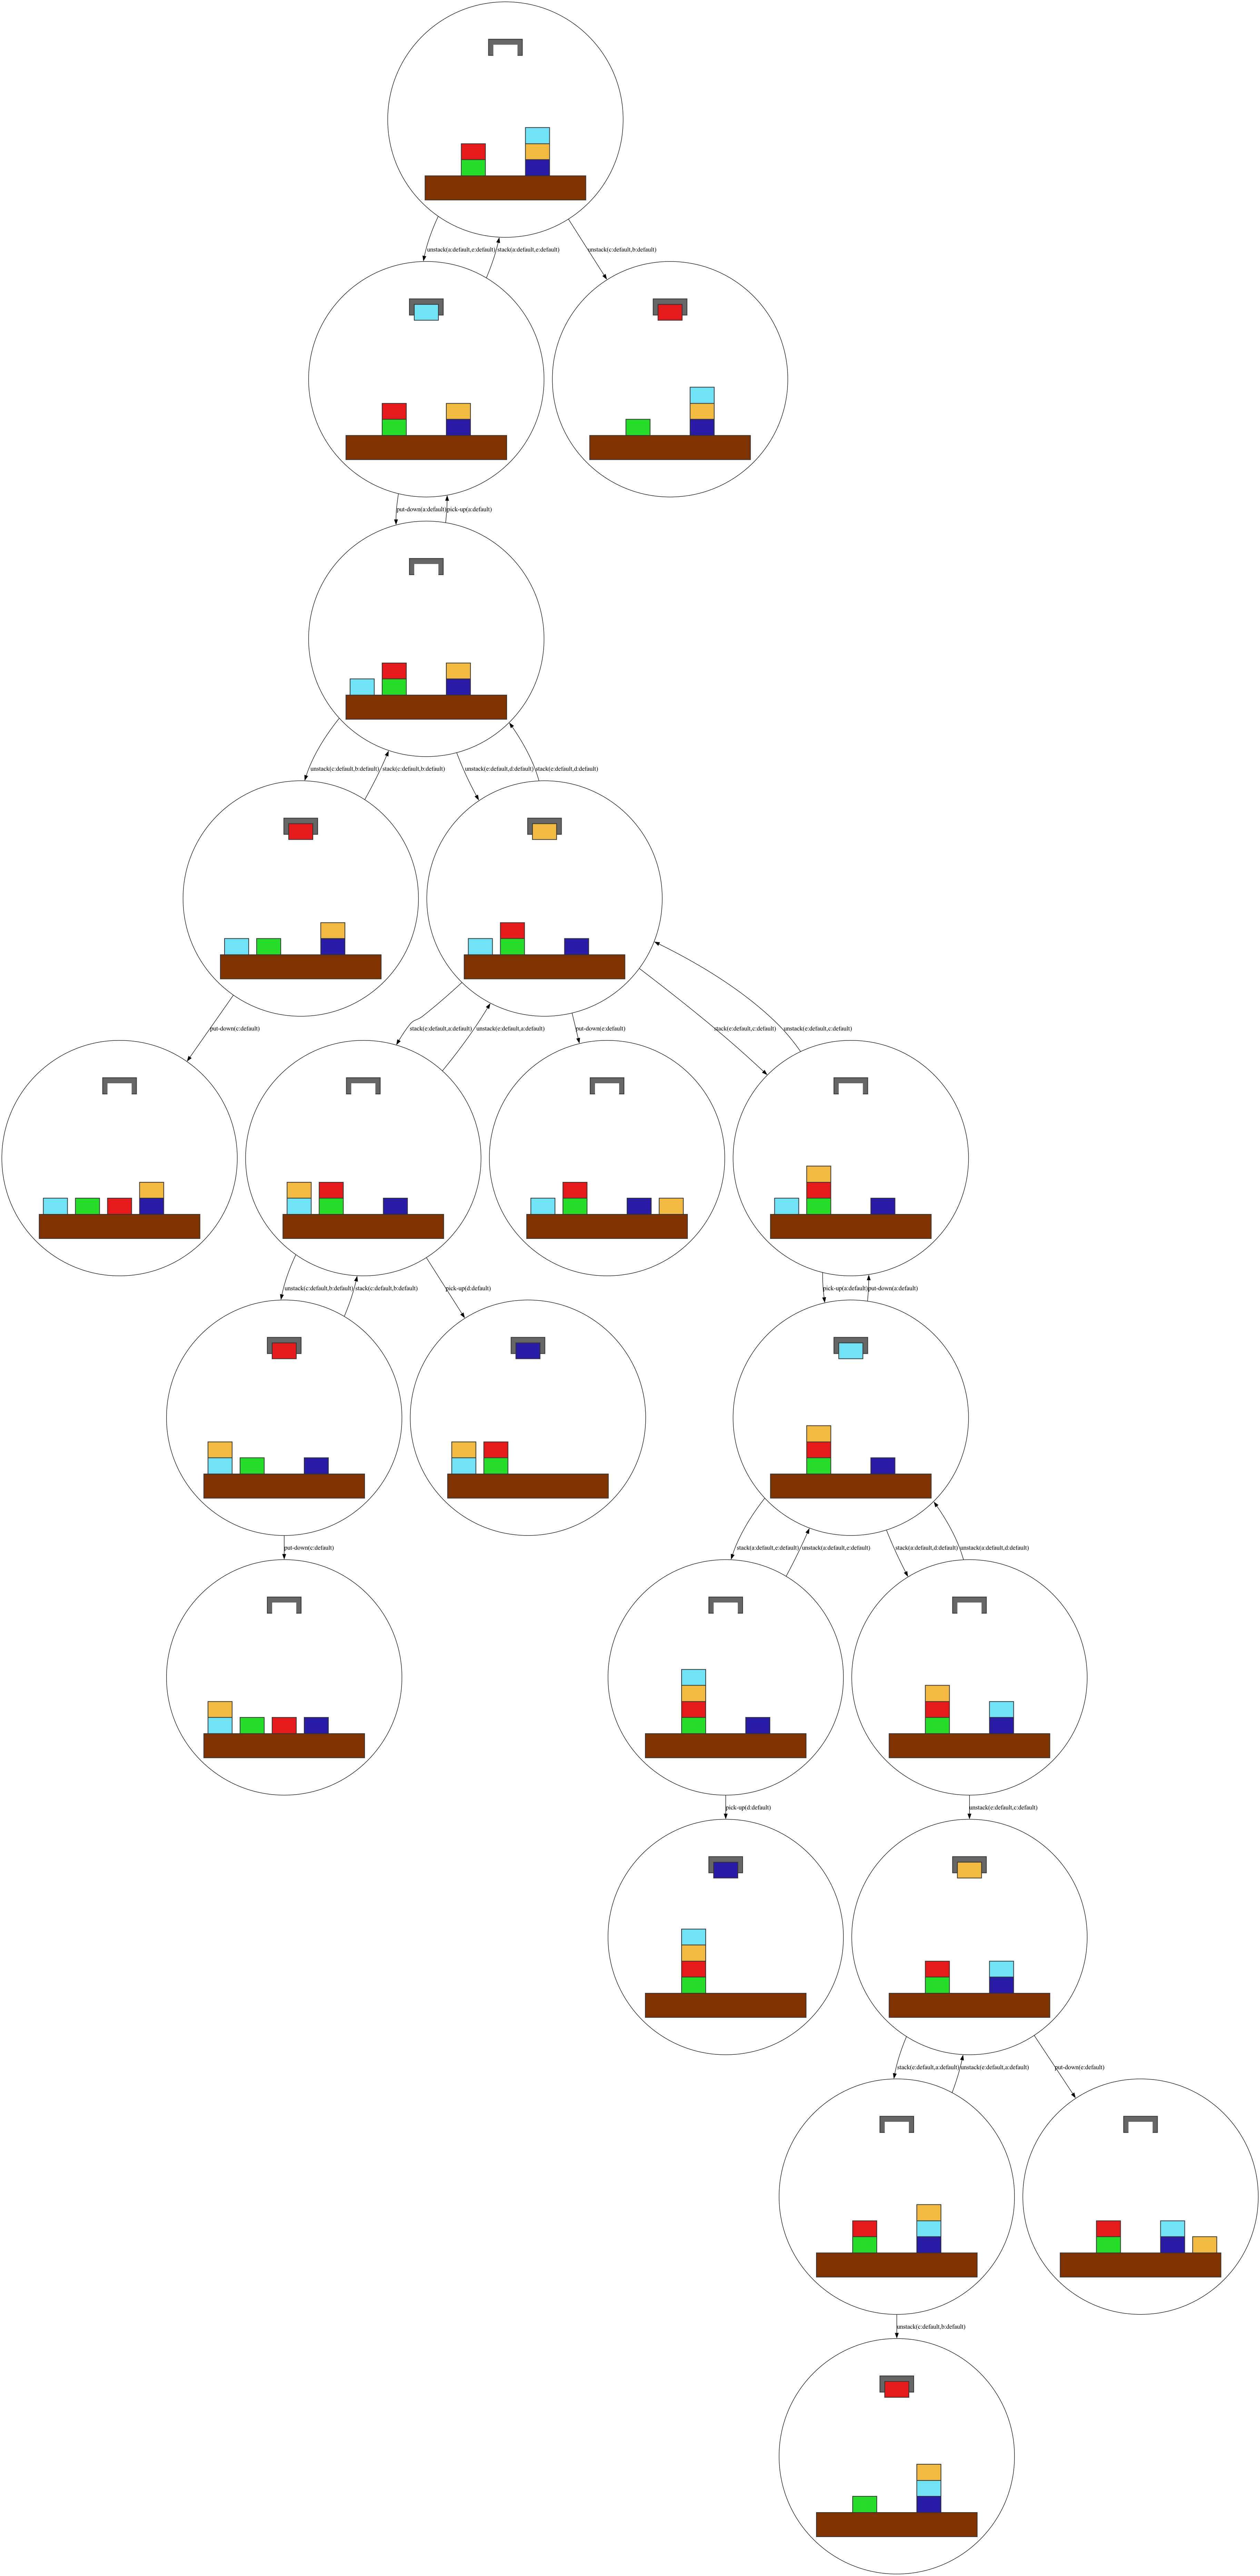 unstack(a:default,e:default)
stack(a:default,e:default)
unstack(c:default,b:default)
put-down(a:default)
pick-up(a:default)
unstack(c:default,b:default)
stack(c:default,b:default)
unstack(e:default,d:default)
stack(e:default,d:default)
put-down(c:default)
stack(e:default,a:default)
unstack(e:default,a:default)
put-down(e:default)
stack(e:default,c:default)
unstack(e:default,c:default)
unstack(c:default,b:default)
stack(c:default,b:default)
pick-up(d:default)
pick-up(a:default)
put-down(a:default)
put-down(c:default)
stack(a:default,e:default)
unstack(a:default,e:default)
stack(a:default,d:default)
unstack(a:default,d:default)
pick-up(d:default)
unstack(e:default,c:default)
stack(e:default,a:default)
unstack(e:default,a:default)
put-down(e:default)
unstack(c:default,b:default)